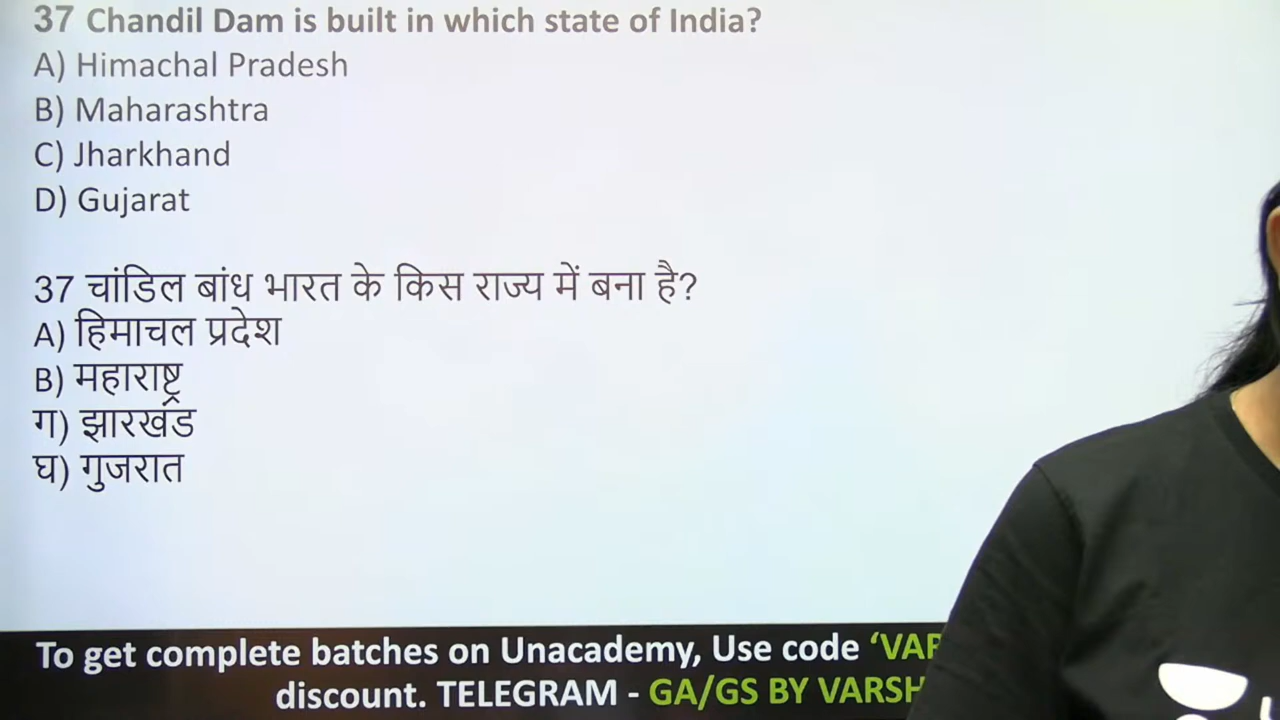 37 Chandil Dam is built in which state of India?
A) Himachal Pradesh
B) Maharashtra
C) Jharkhand
D) Gujarat
37 चांडिल बांध भारत के किस राज्य में बना है?
A) हिमाचल प्रदेश
B) महाराष्ट्र
ग) झारखंड
घ) गुजरात
To get complete batches on Unacademy, Use code
discount. TELEGRAM - GA/GS BY